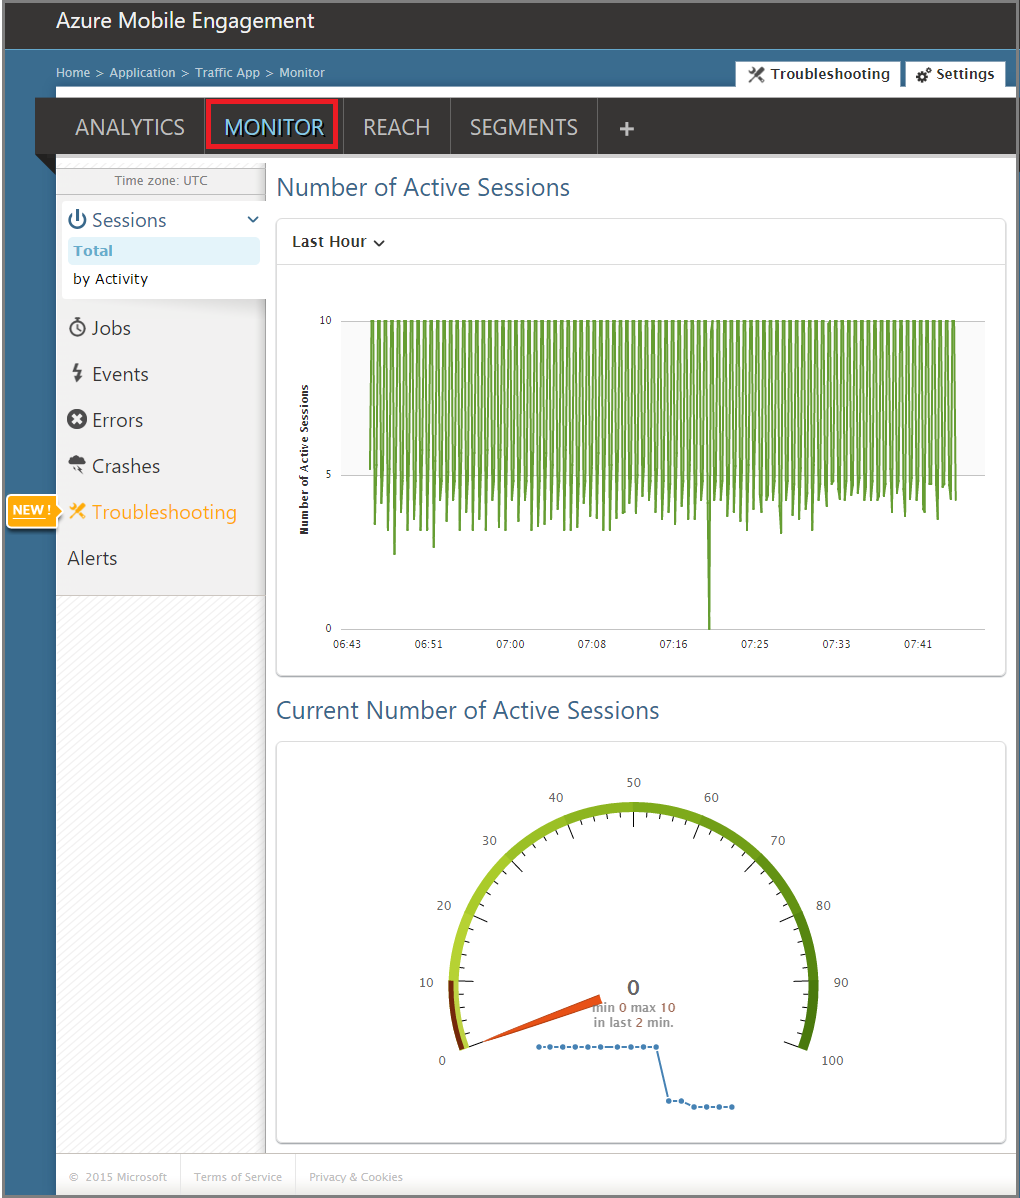 Azure Mobile Engagement
Home > Application > Traffic App > Monitor
Troubleshooting
Settings
ANALYTICS
MONITOR
REACH
SEGMENTS
+
Time zone: UTC
Sessions
Total
by Activity
Jobs
Events
Errors
Crashes
NEW !
Troubleshooting
Alerts
Number of Active Sessions
Last Hour
Number of Active Sessions
10
5
0
06:43
06:51
07:00
07:08
07:16
07:25
07:33
07:41
Current Number of Active Sessions
0
10
20
30
40
50
60
70
80
90
100
0
min 0 max 10
in last 2 min.
© 2015 Microsoft
Terms of Service
Privacy & Cookies